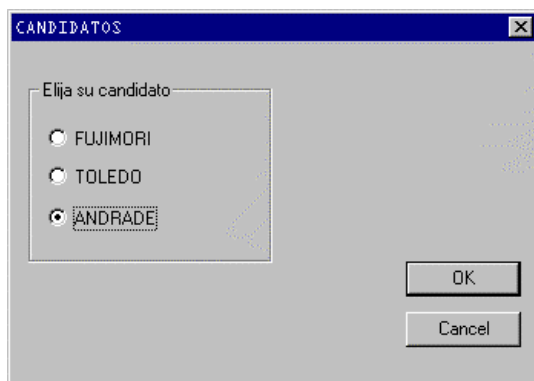 CANDIDATOS
Elija su candidato
FUJIMORI
TOLEDO
ANDRADE
OK
Cancel